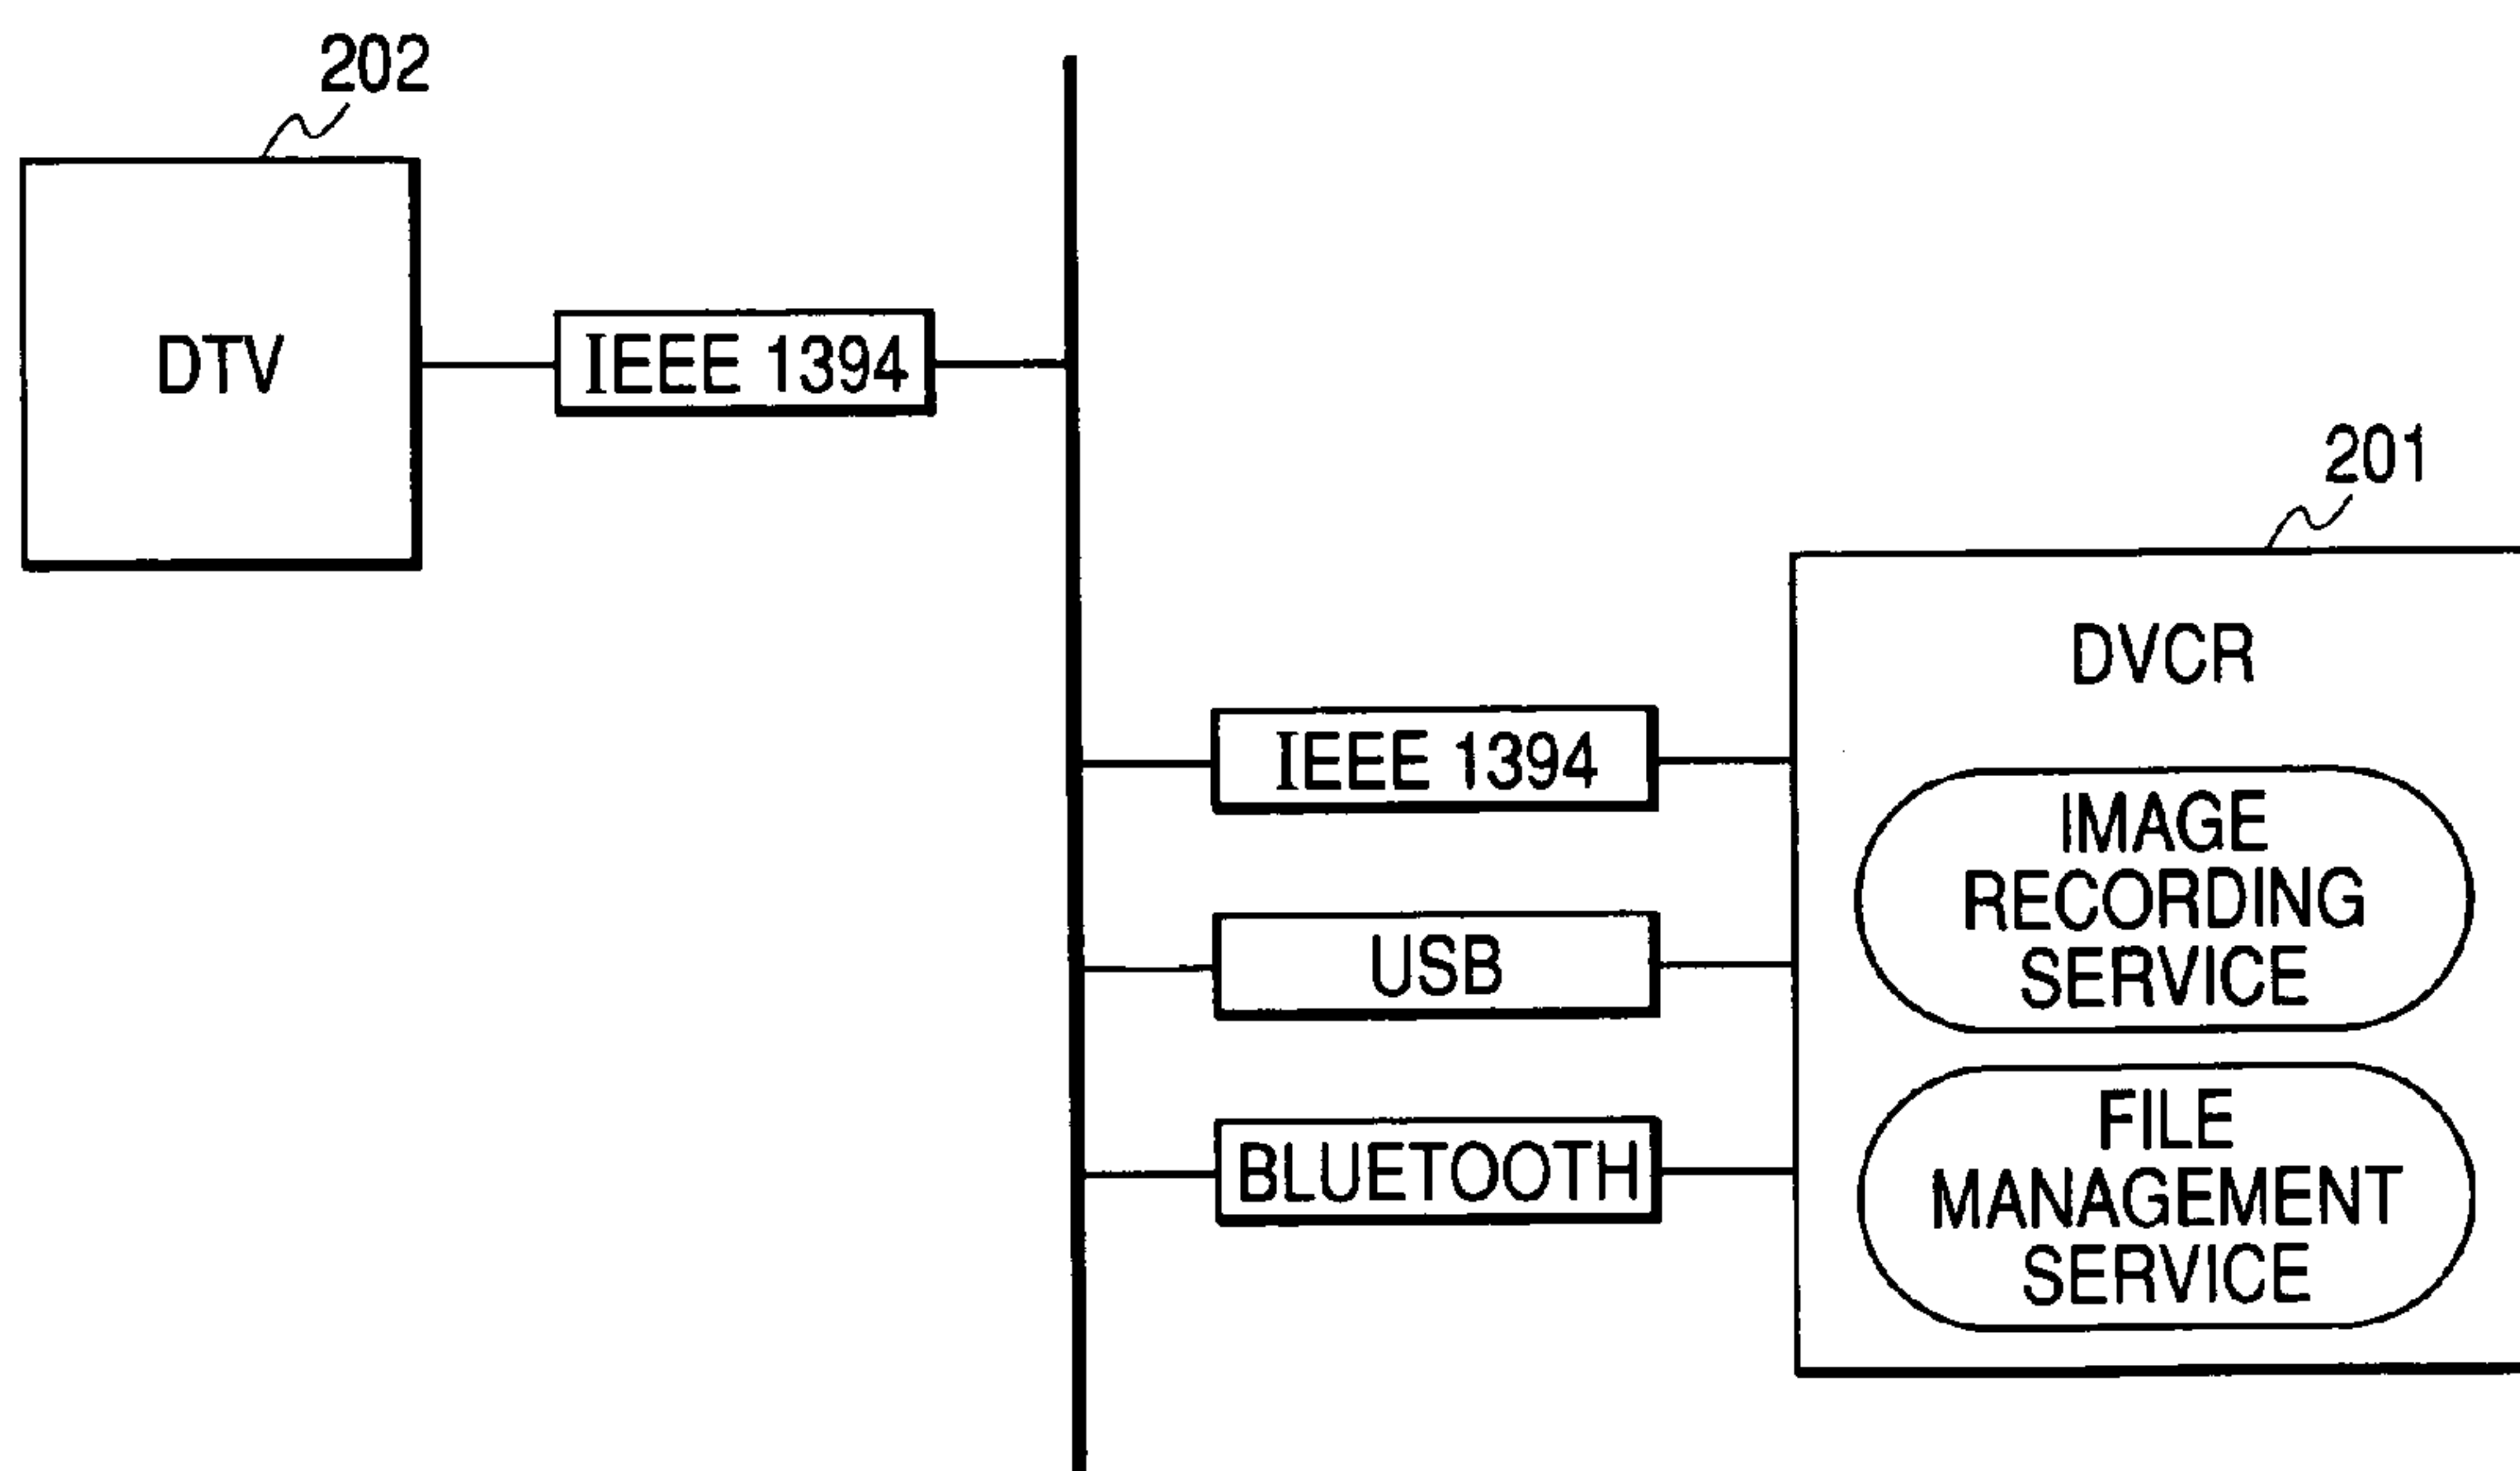 202
DTV
IEEE 1394
201
DVCR
IEEE 1394
IMAGE
RECORDING
SERVICE
USB
BLUETOOTH
FILE
MANAGEMENT
SERVICE